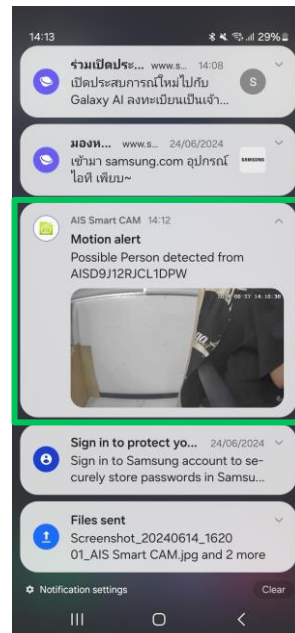 14:13
29%
ร่วมเปิดประ... www.s... 14:08
เปิดประสบการณ์ใหม่ไปกับ
Galaxy AI ลงทะเบียนเป็นเจ้า...
S
มองห... www.s... 24/06/2024
เข้ามา samsung.com อุปกรณ์
ไอที เพียบ~
SAMSUNG
AIS Smart CAM 14:12
Motion alert
Possible Person detected from
AISD9J12RJCL1DPW
14:10:38
Sign in to protect yo... 24/06/2024
Sign in to Samsung account to se-
curely store passwords in Samsu...
Files sent
Screenshot_20240614_1620
01_AIS Smart CAM.jpg and 2 more
Notification settings
Clear